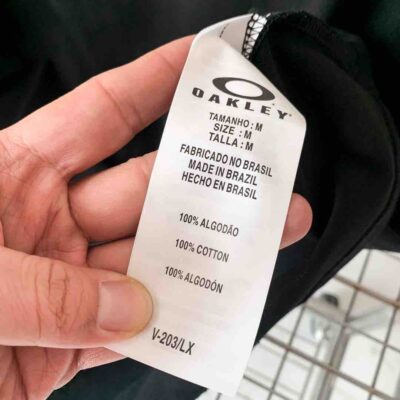 OAKLEY
TAMANHO : M
SIZE : M
TALLA : M
FABRICADO NO BRASIL
MADE IN BRAZIL
HECHO EN BRASIL
100% ALGODÃO
100% COTTON
100% ALGODÓN
V-203/LX